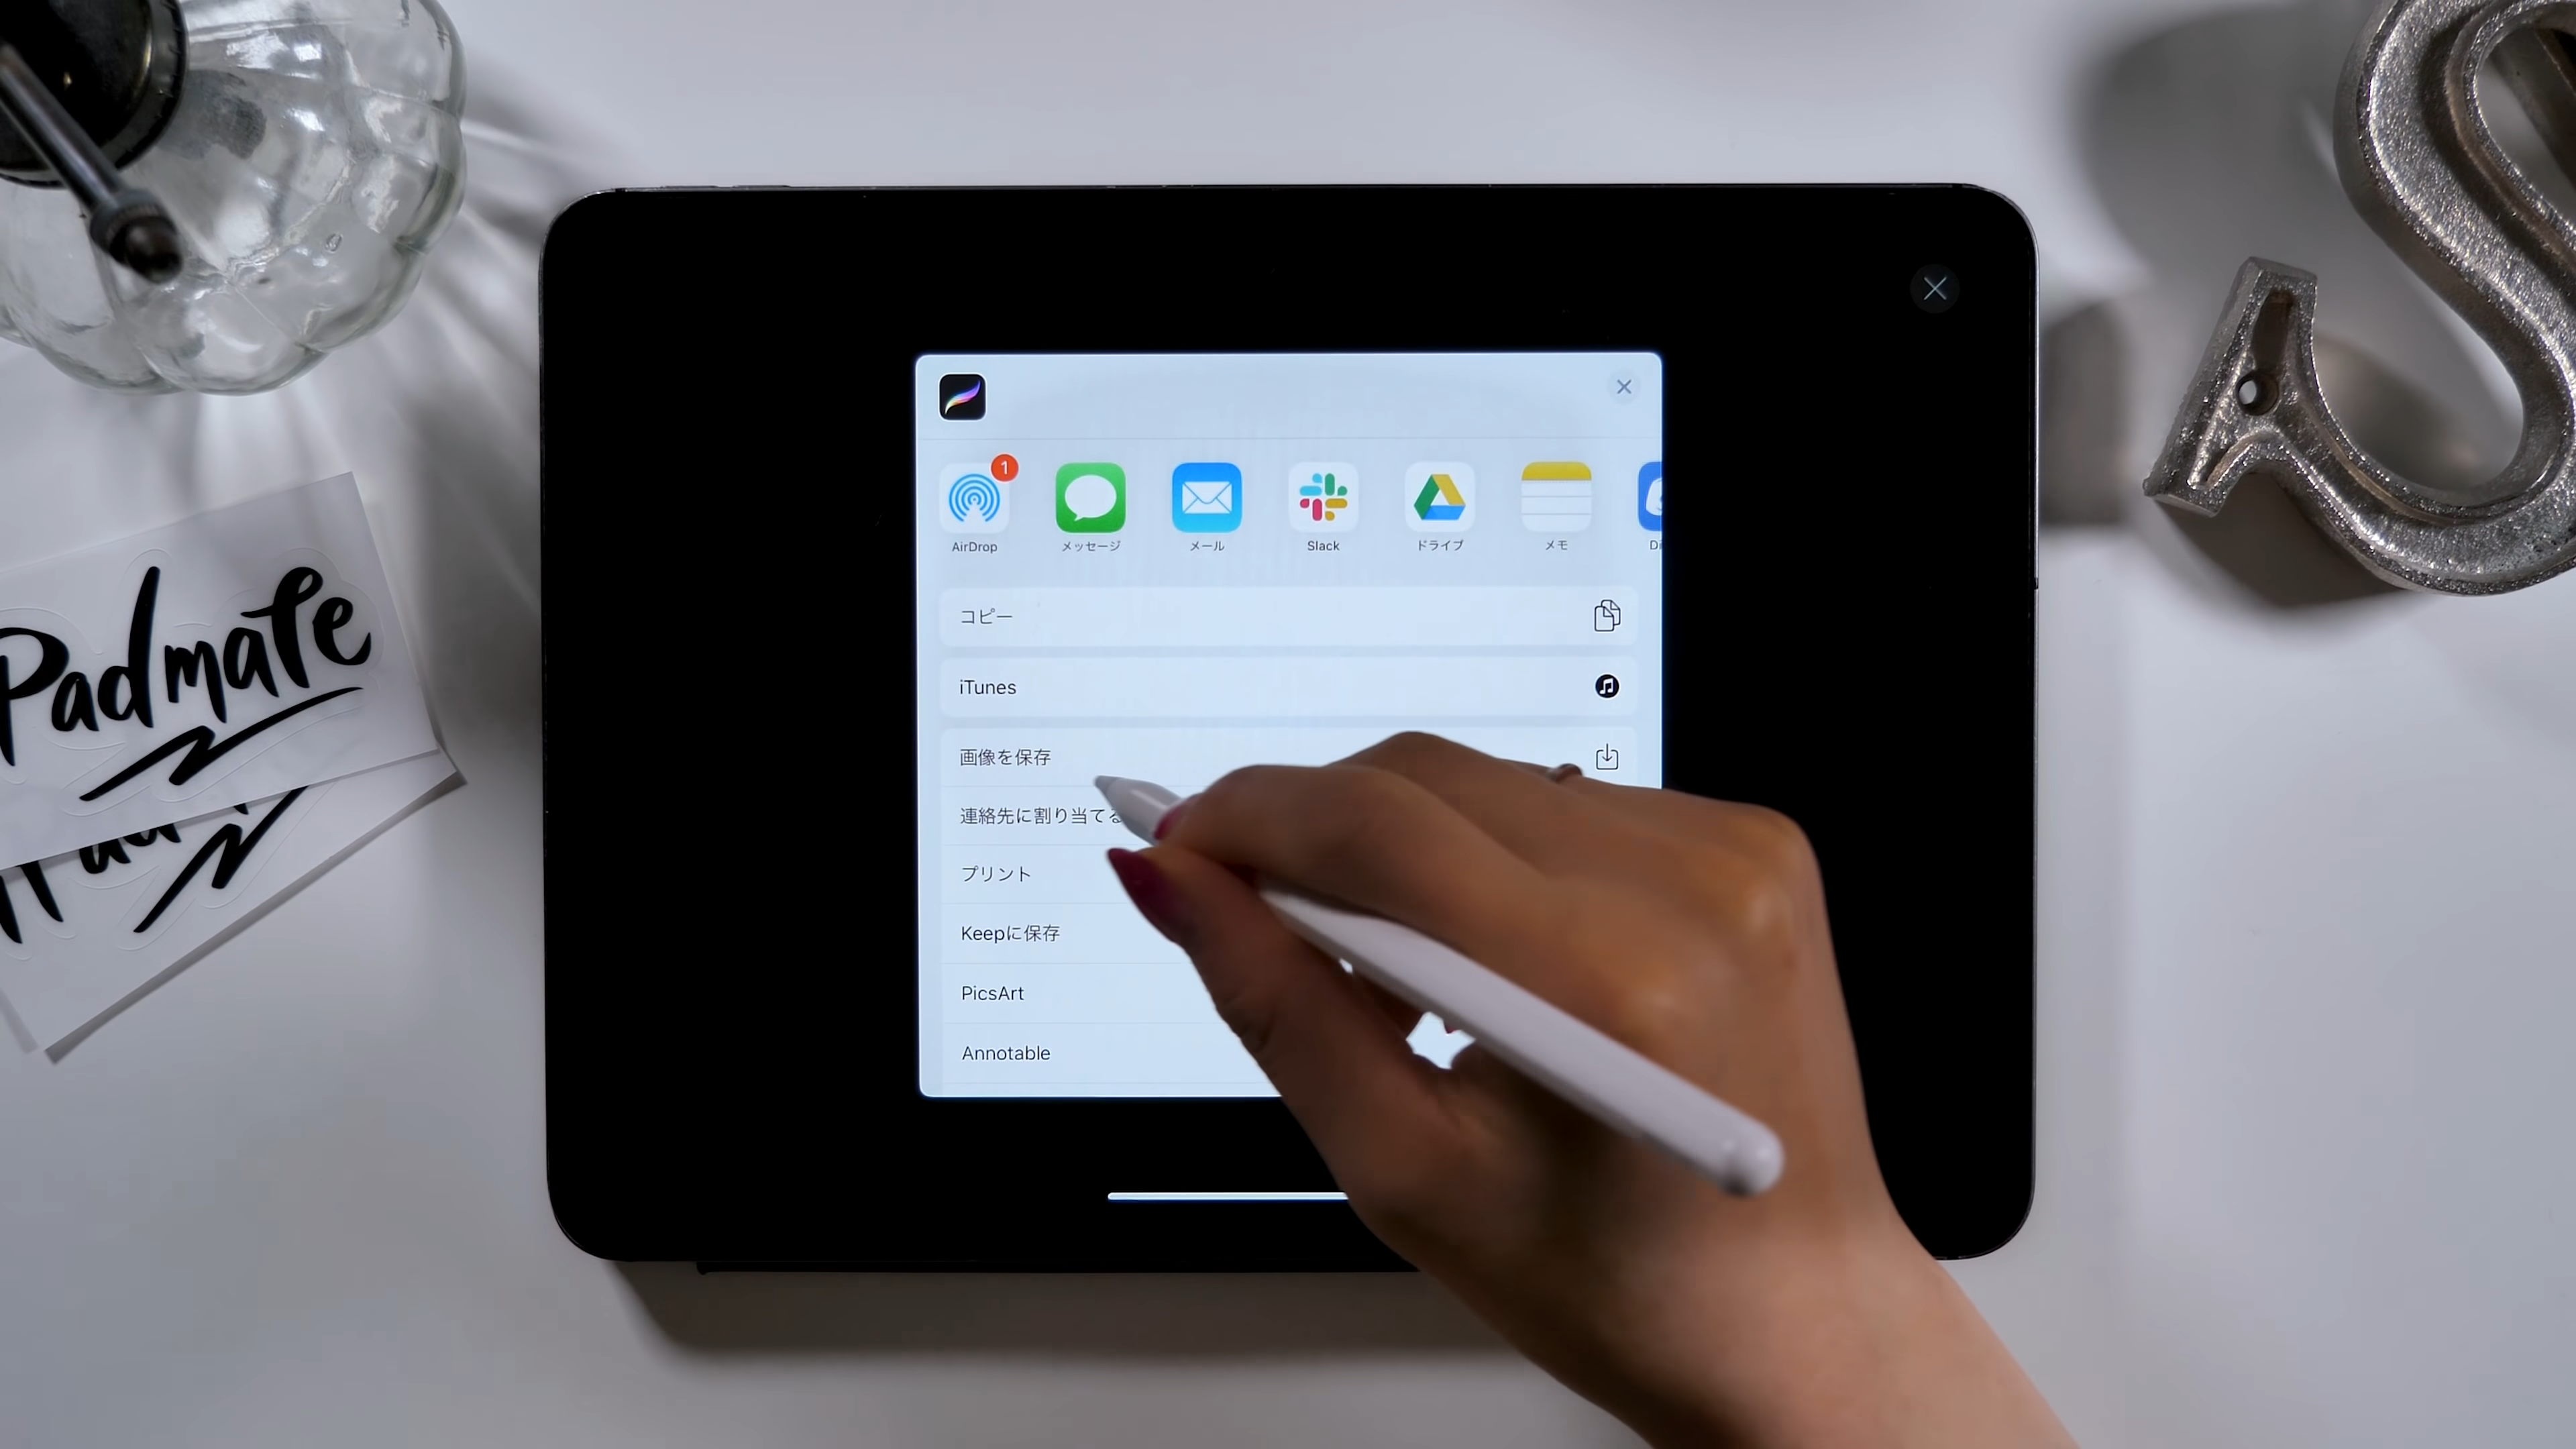 1
AirDrop
メッセージ
メール
Slack
ドライブ
メモ
コピー
iTunes
画像を保存
連絡先に割り当てる
プリント
Keepに保存
PicsArt
Annotable
Padmate
S